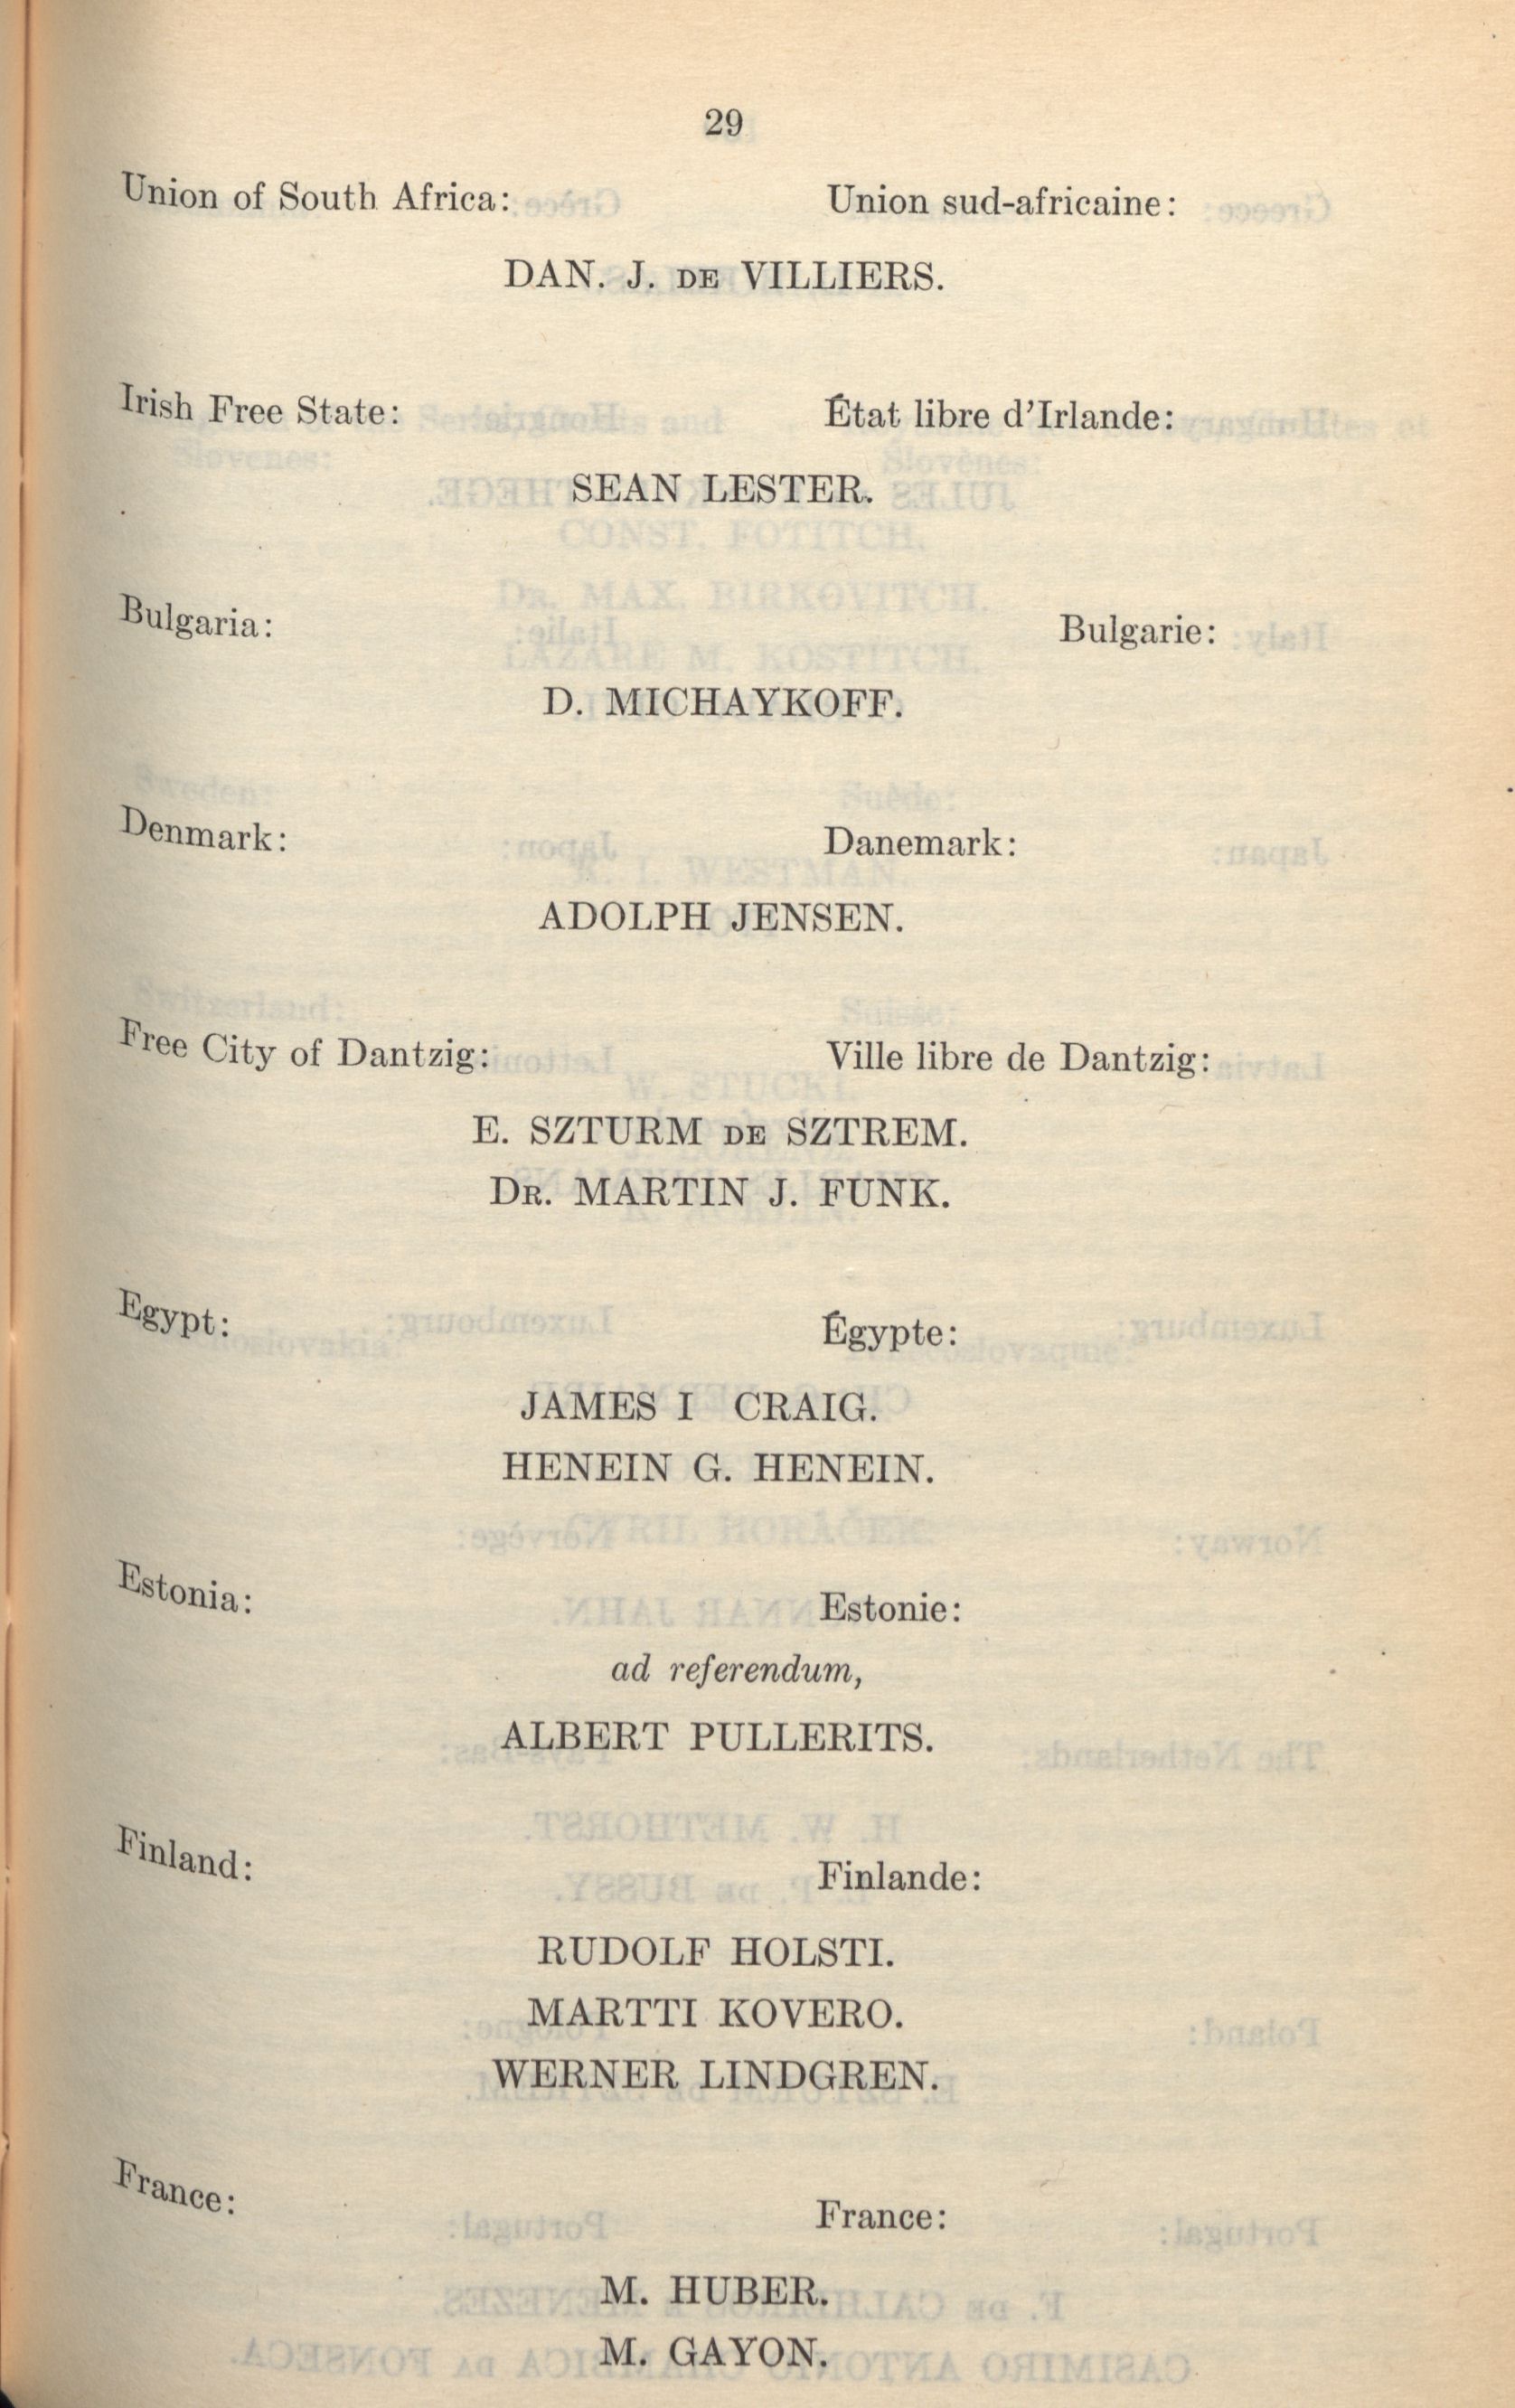 29
Union of South Africa: Union sud-africaine:
DAN. J. DE VILLIERS.
Irish Free State: État libre d'Irlande:
SEAN LESTER.
Bulgaria: Bulgarie:
D. MICHAYKOFF.
Denmark: Danemark:
ADOLPH JENSEN.
Free City of Dantzig: Ville libre de Dantzig:
E. SZTURM DE SZTREM.
DR. MARTIN J. FUNK.
Egypt: Égypte:
JAMES I CRAIG.
HENEIN G. HENEIN.
Estonia: Estonie:
ad referendum,
ALBERT PULLERITS.
Finland: Finlande:
RUDOLF HOLSTI.
MARTTI KOVERO.
WERNER LINDGREN.
France: France:
M. HUBER.
M. GAYON.